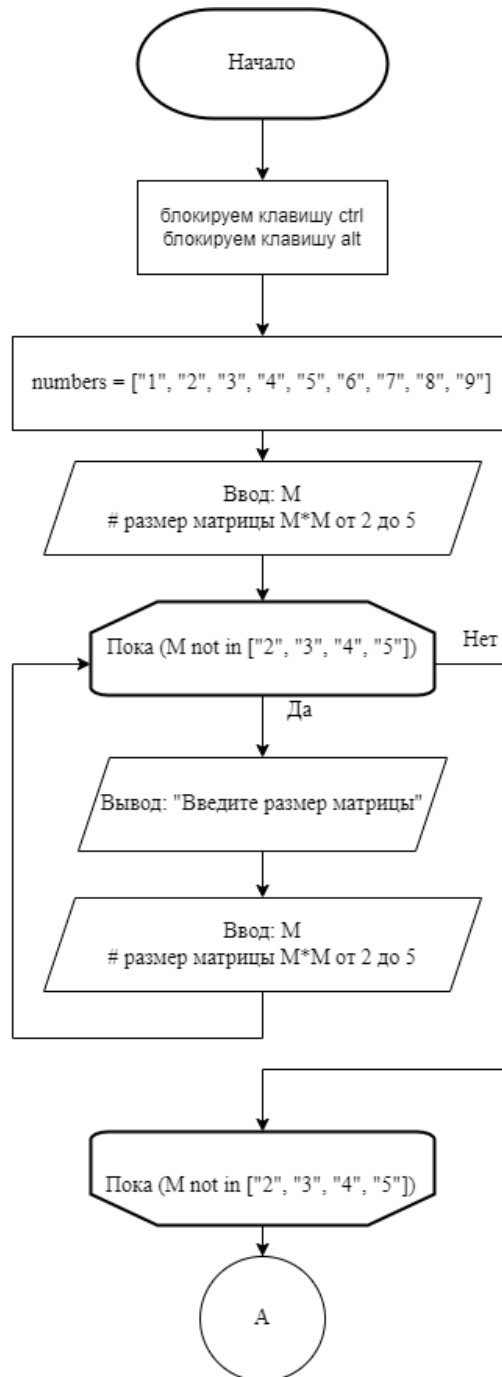 Начало
блокируем клавишу ctrl
блокируем клавишу alt
numbers = ["1", "2", "3", "4", "5", "6", "7", "8", "9"]
Ввод: M
# размер матрицы M*M от 2 до 5
Пока (M not in ["2", "3", "4", "5"])
Нет
Да
Вывод: "Введите размер матрицы"
Ввод: M
# размер матрицы M*M от 2 до 5
Пока (M not in ["2", "3", "4", "5"])
A